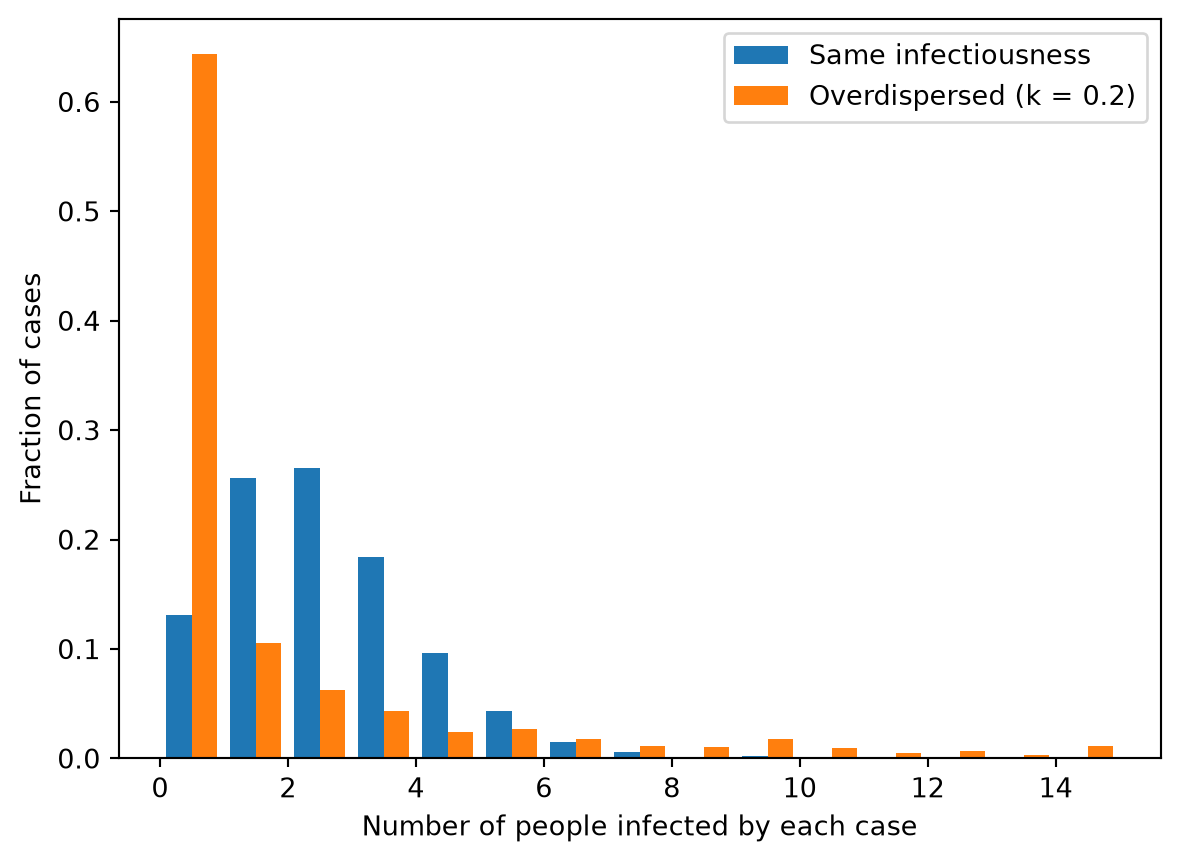 Same infectiousness
Overdispersed (k = 0.2)
Fraction of cases
0.6
0.5
0.4
0.3
0.2
0.1
0.0
0 2 4 6 8 10 12 14
Number of people infected by each case